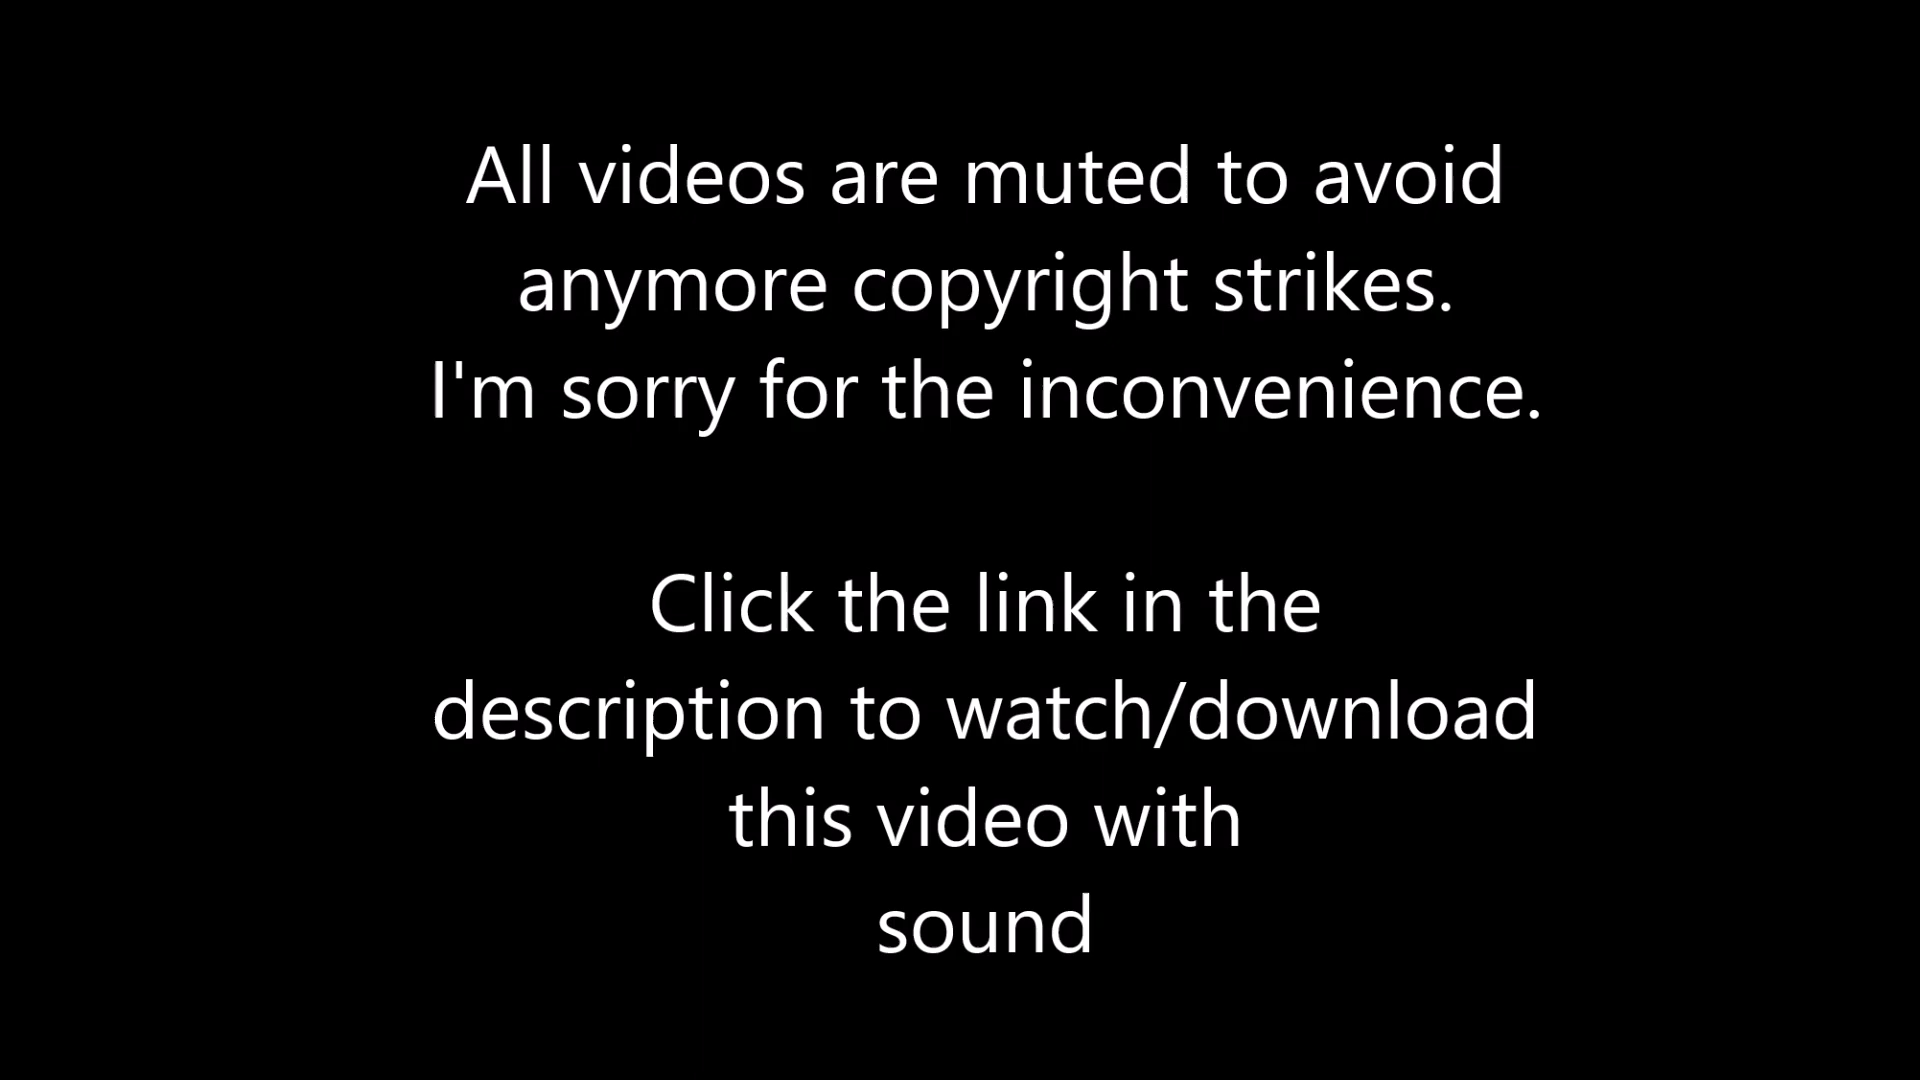 All videos are muted to avoid
anymore copyright strikes.
I'm sorry for the inconvenience.
Click the link in the
description to watch/download
this video with
sound